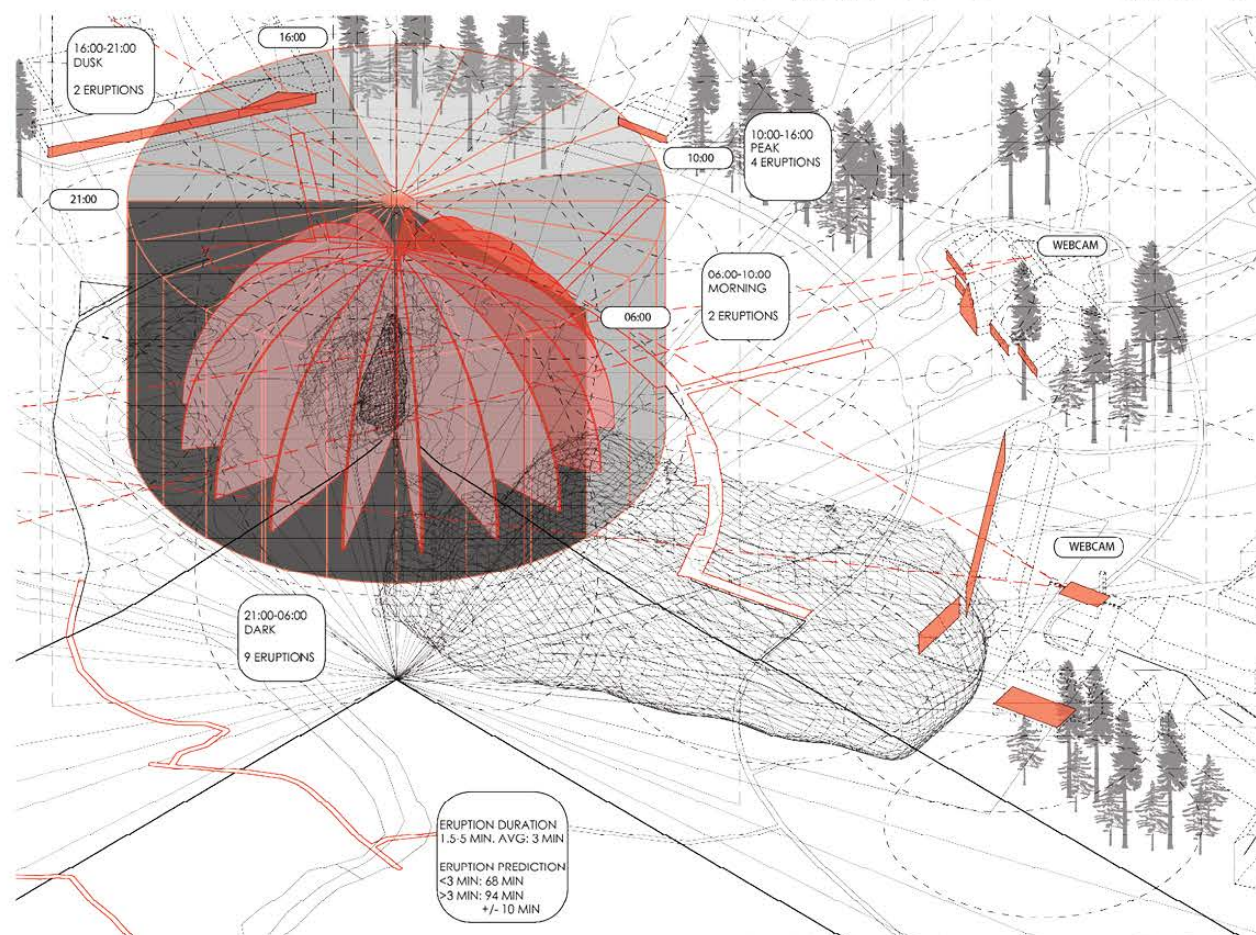 16:00-21:00
DUSK
2 ERUPTIONS
16:00
10:00-16:00
PEAK
4 ERUPTIONS
10:00
21:00
WEBCAM
06:00-10:00
MORNING
2 ERUPTIONS
06:00
WEBCAM
21:00-06:00
DARK
9 ERUPTIONS
ERUPTION DURATION
1.5-5 MIN. AVG: 3 MIN
ERUPTION PREDICTION
<3 MIN: 68 MIN
>3 MIN: 94 MIN
+/- 10 MIN